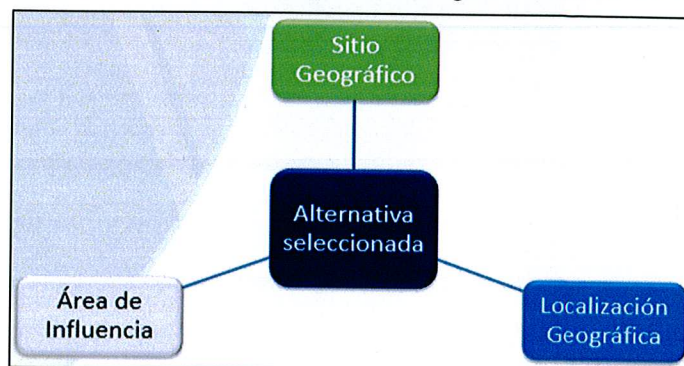 Sitio
Geográfico
Alternativa
seleccionada
Área de
Influencia
Localización
Geográfica